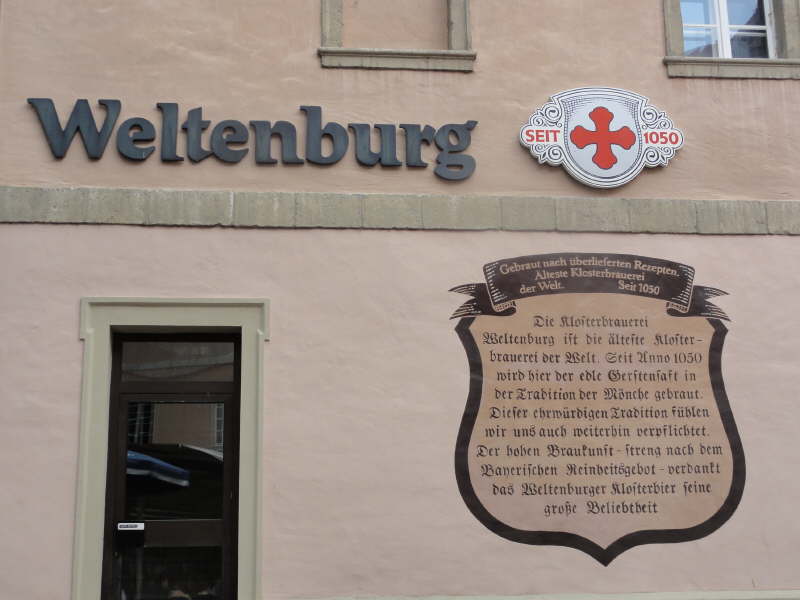 Weltenburg
SEIT 1050
Gebraut nach überlieferten Rezepten.
Älteste Klosterbrauerei
der Welt. Seit 1050
Die Klosterbrauerei
Weltenburg ist die älteste Kloster-
brauerei der Welt. Seit Anno 1050
wird hier der edle Gerstensaft in
der Tradition der Mönche gebraut.
Dieser ehrwürdigen Tradition fühlen
wir uns auch weiterhin verpflichtet.
Der hohen Braukunst - streng nach dem
Bayerischen Reinheitsgebot - verdankt
das Weltenburger Klosterbier seine
große Beliebtheit